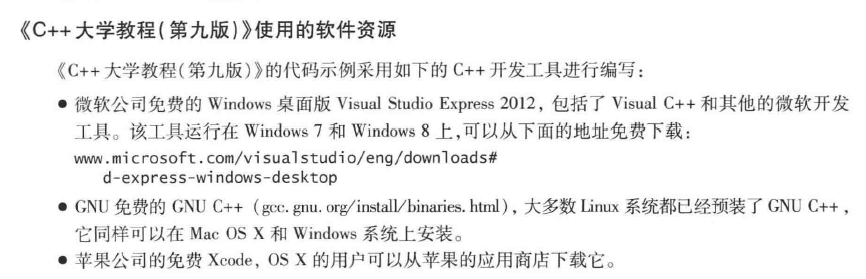 《C++大学教程(第九版)》使用的软件资源
《C++大学教程(第九版)》的代码示例采用如下的 C++开发工具进行编写：
● 微软公司免费的 Windows 桌面版 Visual Studio Express 2012，包括了 Visual C++和其他的微软开发
工具。该工具运行在 Windows 7 和 Windows 8 上,可以从下面的地址免费下载：
www.microsoft.com/visualstudio/eng/downloads#
d-express-windows-desktop
● GNU 免费的 GNU C++（gcc. gnu. org/install/binaries. html），大多数 Linux 系统都已经预装了 GNU C++，
它同样可以在 Mac OS X 和 Windows 系统上安装。
● 苹果公司的免费 Xcode，OS X 的用户可以从苹果的应用商店下载它。